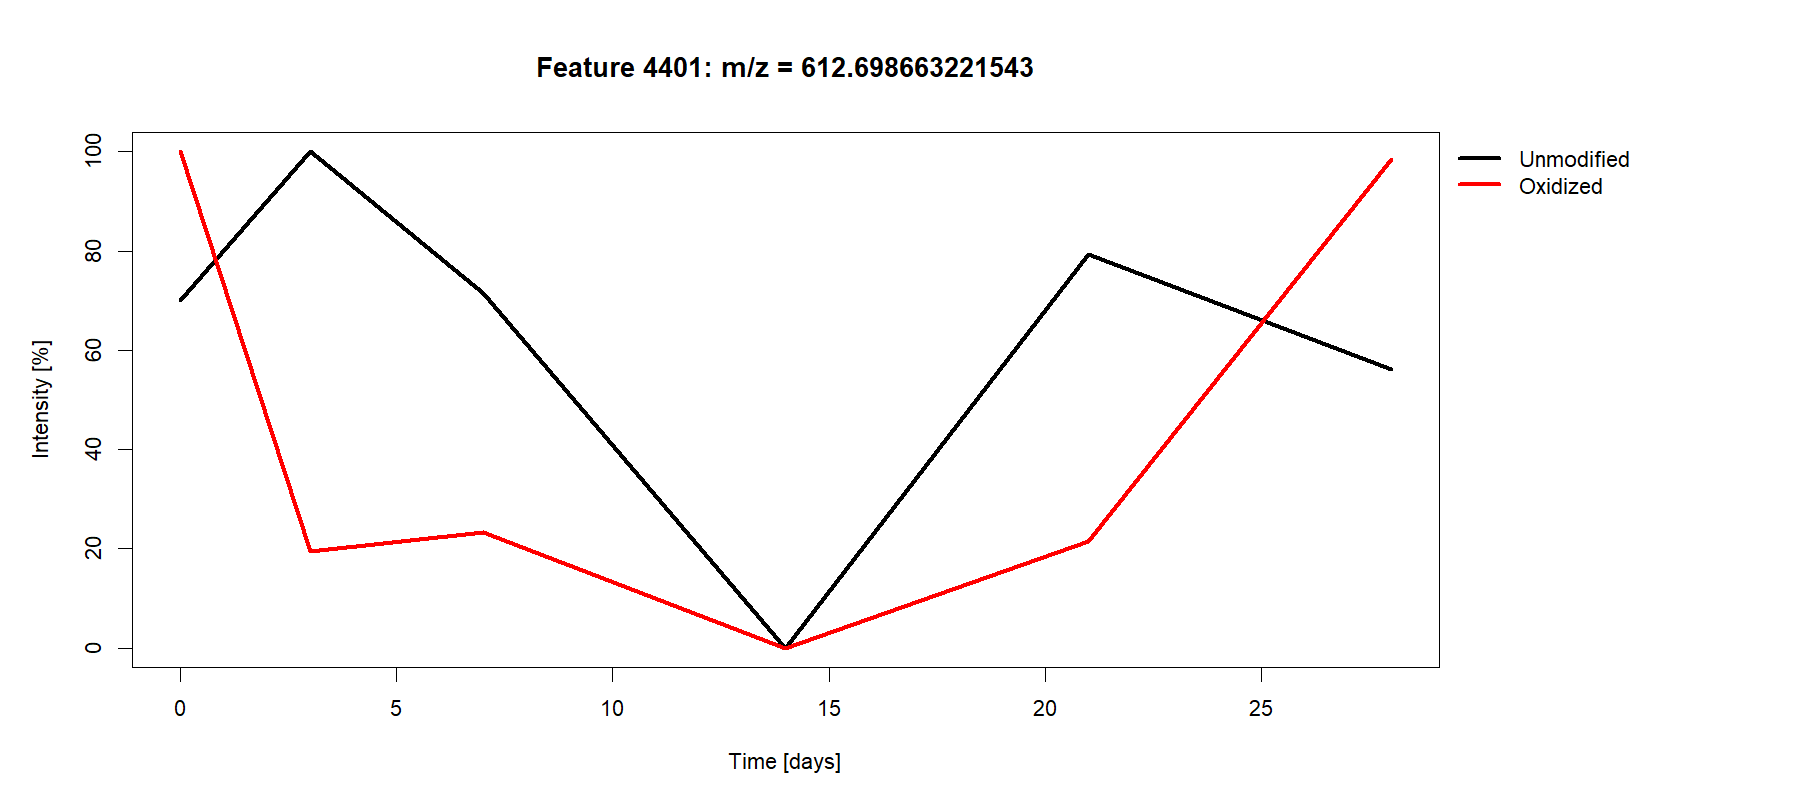 Feature 4401: m/z = 612.698663221543
Unmodified
Oxidized
Intensity [%]
100
80
60
40
20
0
0 5 10 15 20 25
Time [days]